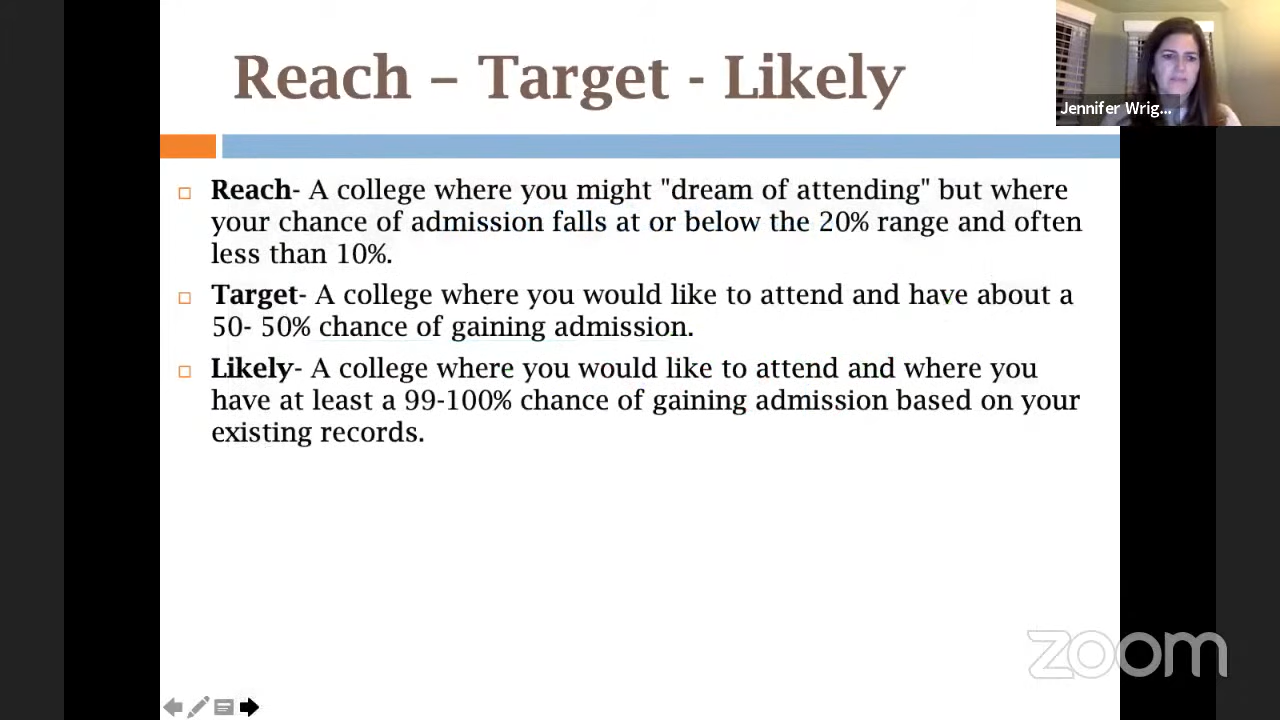 Reach – Target - Likely
Jennifer Wrig...
Reach- A college where you might "dream of attending" but where
your chance of admission falls at or below the 20% range and often
less than 10%.
Target- A college where you would like to attend and have about a
50- 50% chance of gaining admission.
Likely- A college where you would like to attend and where you
have at least a 99-100% chance of gaining admission based on your
existing records.
zoom